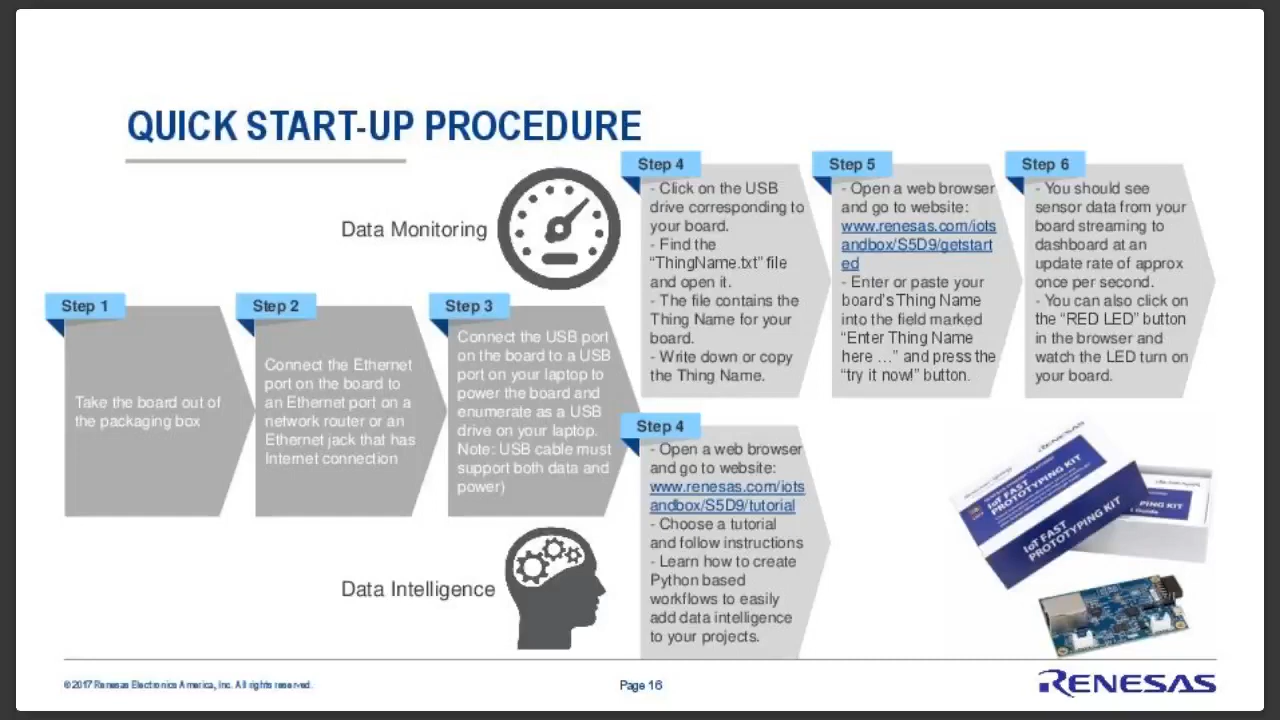 QUICK START-UP PROCEDURE
Data Monitoring
Step 1
Take the board out of
the packaging box
Step 2
Connect the Ethernet
port on the board to
an Ethernet port on a
network router or an
Ethernet jack that has
Internet connection
Step 3
Connect the USB port
on the board to a USB
port on your laptop to
power the board and
enumerate as a USB
drive on your laptop.
Note: USB cable must
support both data and
power)
Step 4
- Click on the USB
drive corresponding to
your board.
- Find the
“ThingName.txt” file
and open it.
- The file contains the
Thing Name for your
board.
- Write down or copy
the Thing Name.
Step 5
- Open a web browser
and go to website:
www.renesas.com/iots
andbox/S5D9/getstart
ed
- Enter or paste your
board’s Thing Name
into the field marked
“Enter Thing Name
here …” and press the
“try it now!” button.
Step 6
- You should see
sensor data from your
board streaming to
dashboard at an
update rate of approx
once per second.
- You can also click on
the “RED LED” button
in the browser and
watch the LED turn on
your board.
Data Intelligence
Step 4
- Open a web browser
and go to website:
www.renesas.com/iots
andbox/S5D9/tutorial
- Choose a tutorial
and follow instructions
- Learn how to create
Python based
workflows to easily
add data intelligence
to your projects.
RENESAS
IoT FAST
PROTOTYPING KIT
IoT FAST
PROTOTYPING KIT
PING KIT
Guide
©2017 Renesas Electronics America, Inc. All rights reserved.
Page 16
RENESAS